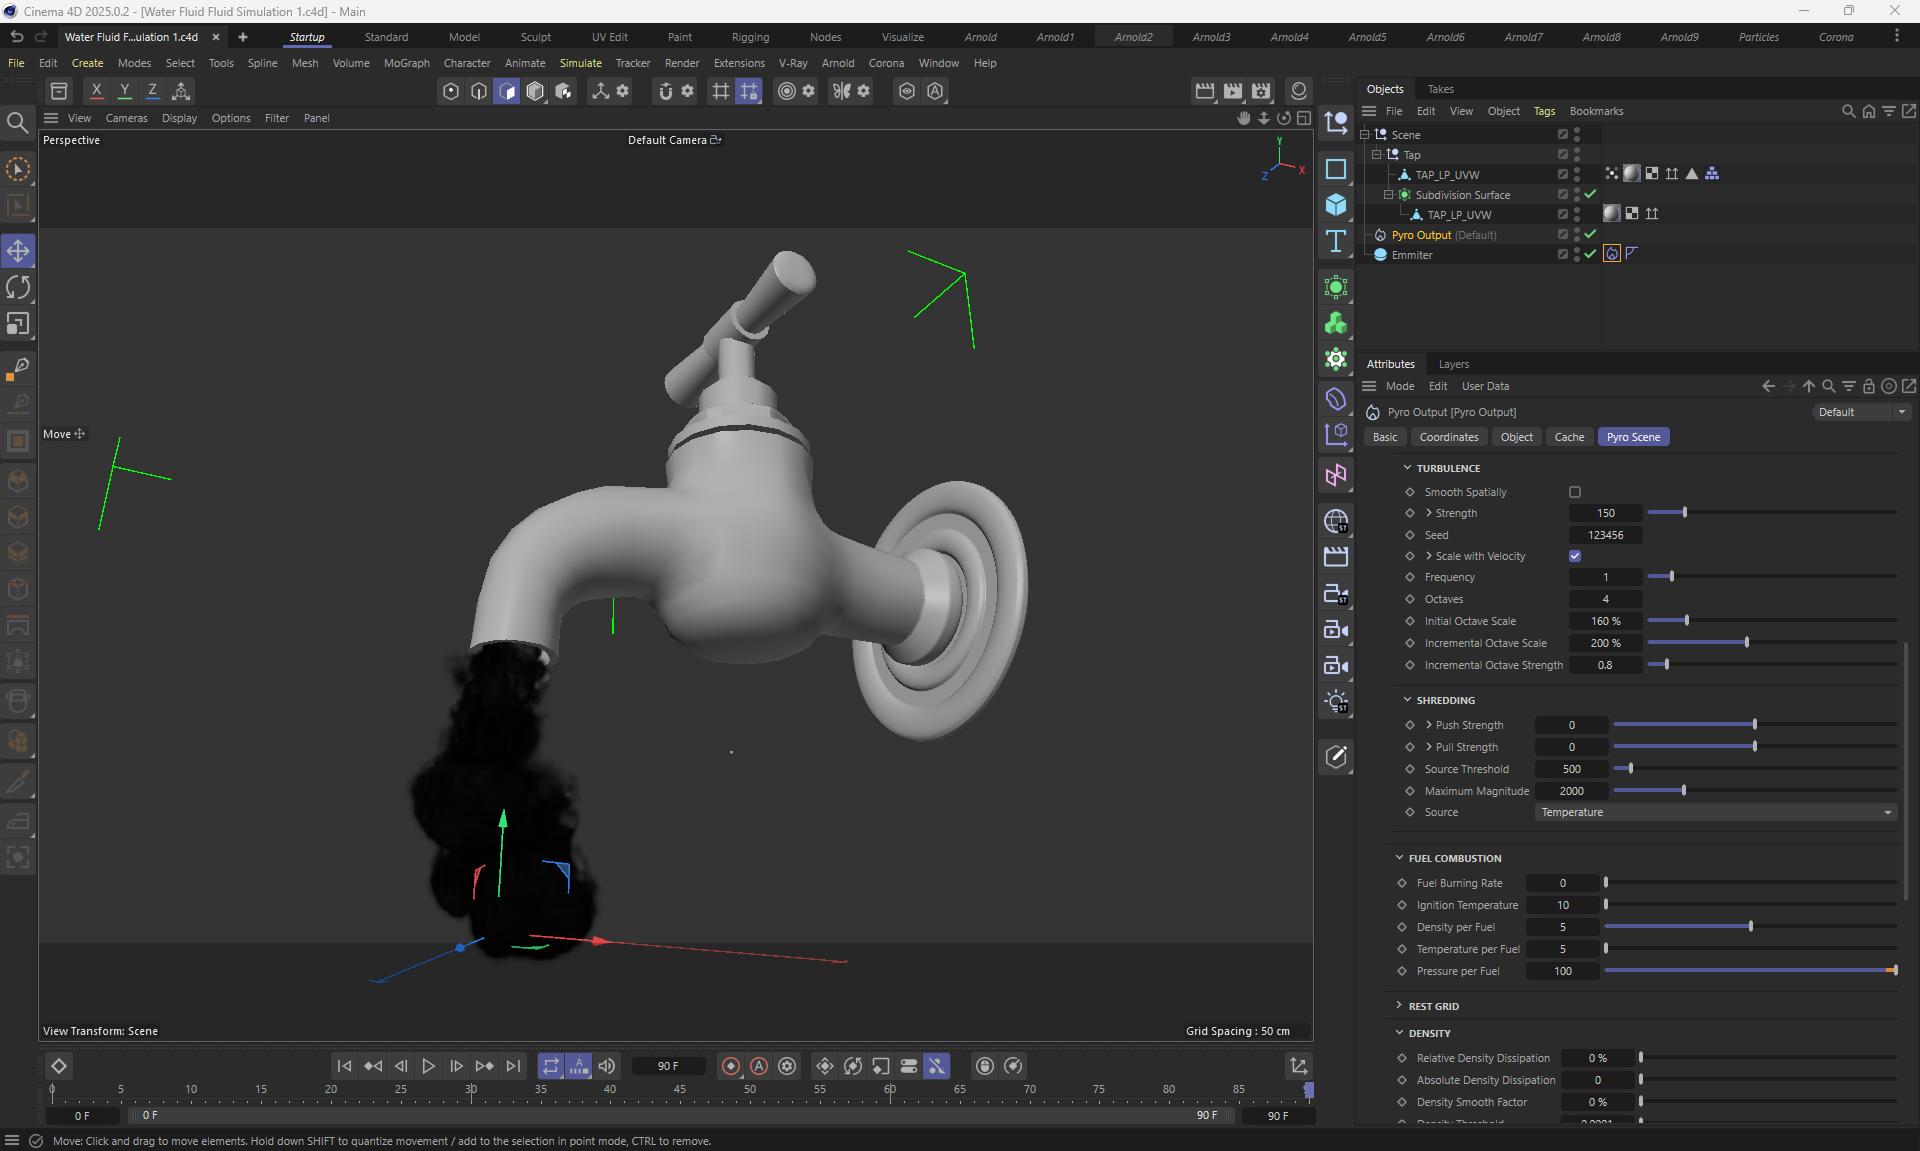 Cinema 4D 2025.0.2 - [Water Fluid Fluid Simulation 1.c4d] - Main
Water Fluid F...ulation 1.c4d × + Startup Standard Model Sculpt UV Edit Paint Rigging Nodes Visualize Arnold Arnold1 Arnold2 Arnold3 Arnold4 Arnold5 Arnold6 Arnold7 Arnold8 Arnold9 Particles Corona
File Edit Create Modes Select Tools Spline Mesh Volume MoGraph Character Animate Simulate Tracker Render Extensions V-Ray Arnold Corona Window Help
X Y Z
View Cameras Display Options Filter Panel
Perspective
Default Camera
Y
X
Z
Move
View Transform: Scene
Grid Spacing : 50 cm
Objects Takes
File Edit View Object Tags Bookmarks
Scene
Tap
TAP_LP_UVW
Subdivision Surface
TAP_LP_UVW
Pyro Output (Default)
Emmiter
Attributes Layers
Mode Edit User Data
Pyro Output [Pyro Output] Default
Basic Coordinates Object Cache Pyro Scene
TURBULENCE
Smooth Spatially
Strength 150
Seed 123456
Scale with Velocity
Frequency 1
Octaves 4
Initial Octave Scale 160 %
Incremental Octave Scale 200 %
Incremental Octave Strength 0.8
SHREDDING
Push Strength 0
Pull Strength 0
Source Threshold 500
Maximum Magnitude 2000
Source Temperature
FUEL COMBUSTION
Fuel Burning Rate 0
Ignition Temperature 10
Density per Fuel 5
Temperature per Fuel 5
Pressure per Fuel 100
REST GRID
DENSITY
Relative Density Dissipation 0 %
Absolute Density Dissipation 0
Density Smooth Factor 0 %
Density Threshold 0.0001
90 F
0 5 10 15 20 25 30 35 40 45 50 55 60 65 70 75 80 85
0 F 0 F 90 F 90 F
Move: Click and drag to move elements. Hold down SHIFT to quantize movement / add to the selection in point mode, CTRL to remove.